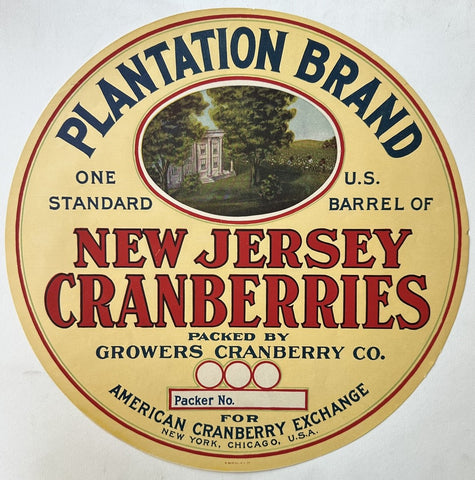 PLANTATION BRAND
ONE STANDARD
U.S. BARREL OF
NEW JERSEY
CRANBERRIES
PACKED BY
GROWERS CRANBERRY CO.
Packer No.
FOR
AMERICAN CRANBERRY EXCHANGE
NEW YORK, CHICAGO, U.S.A.